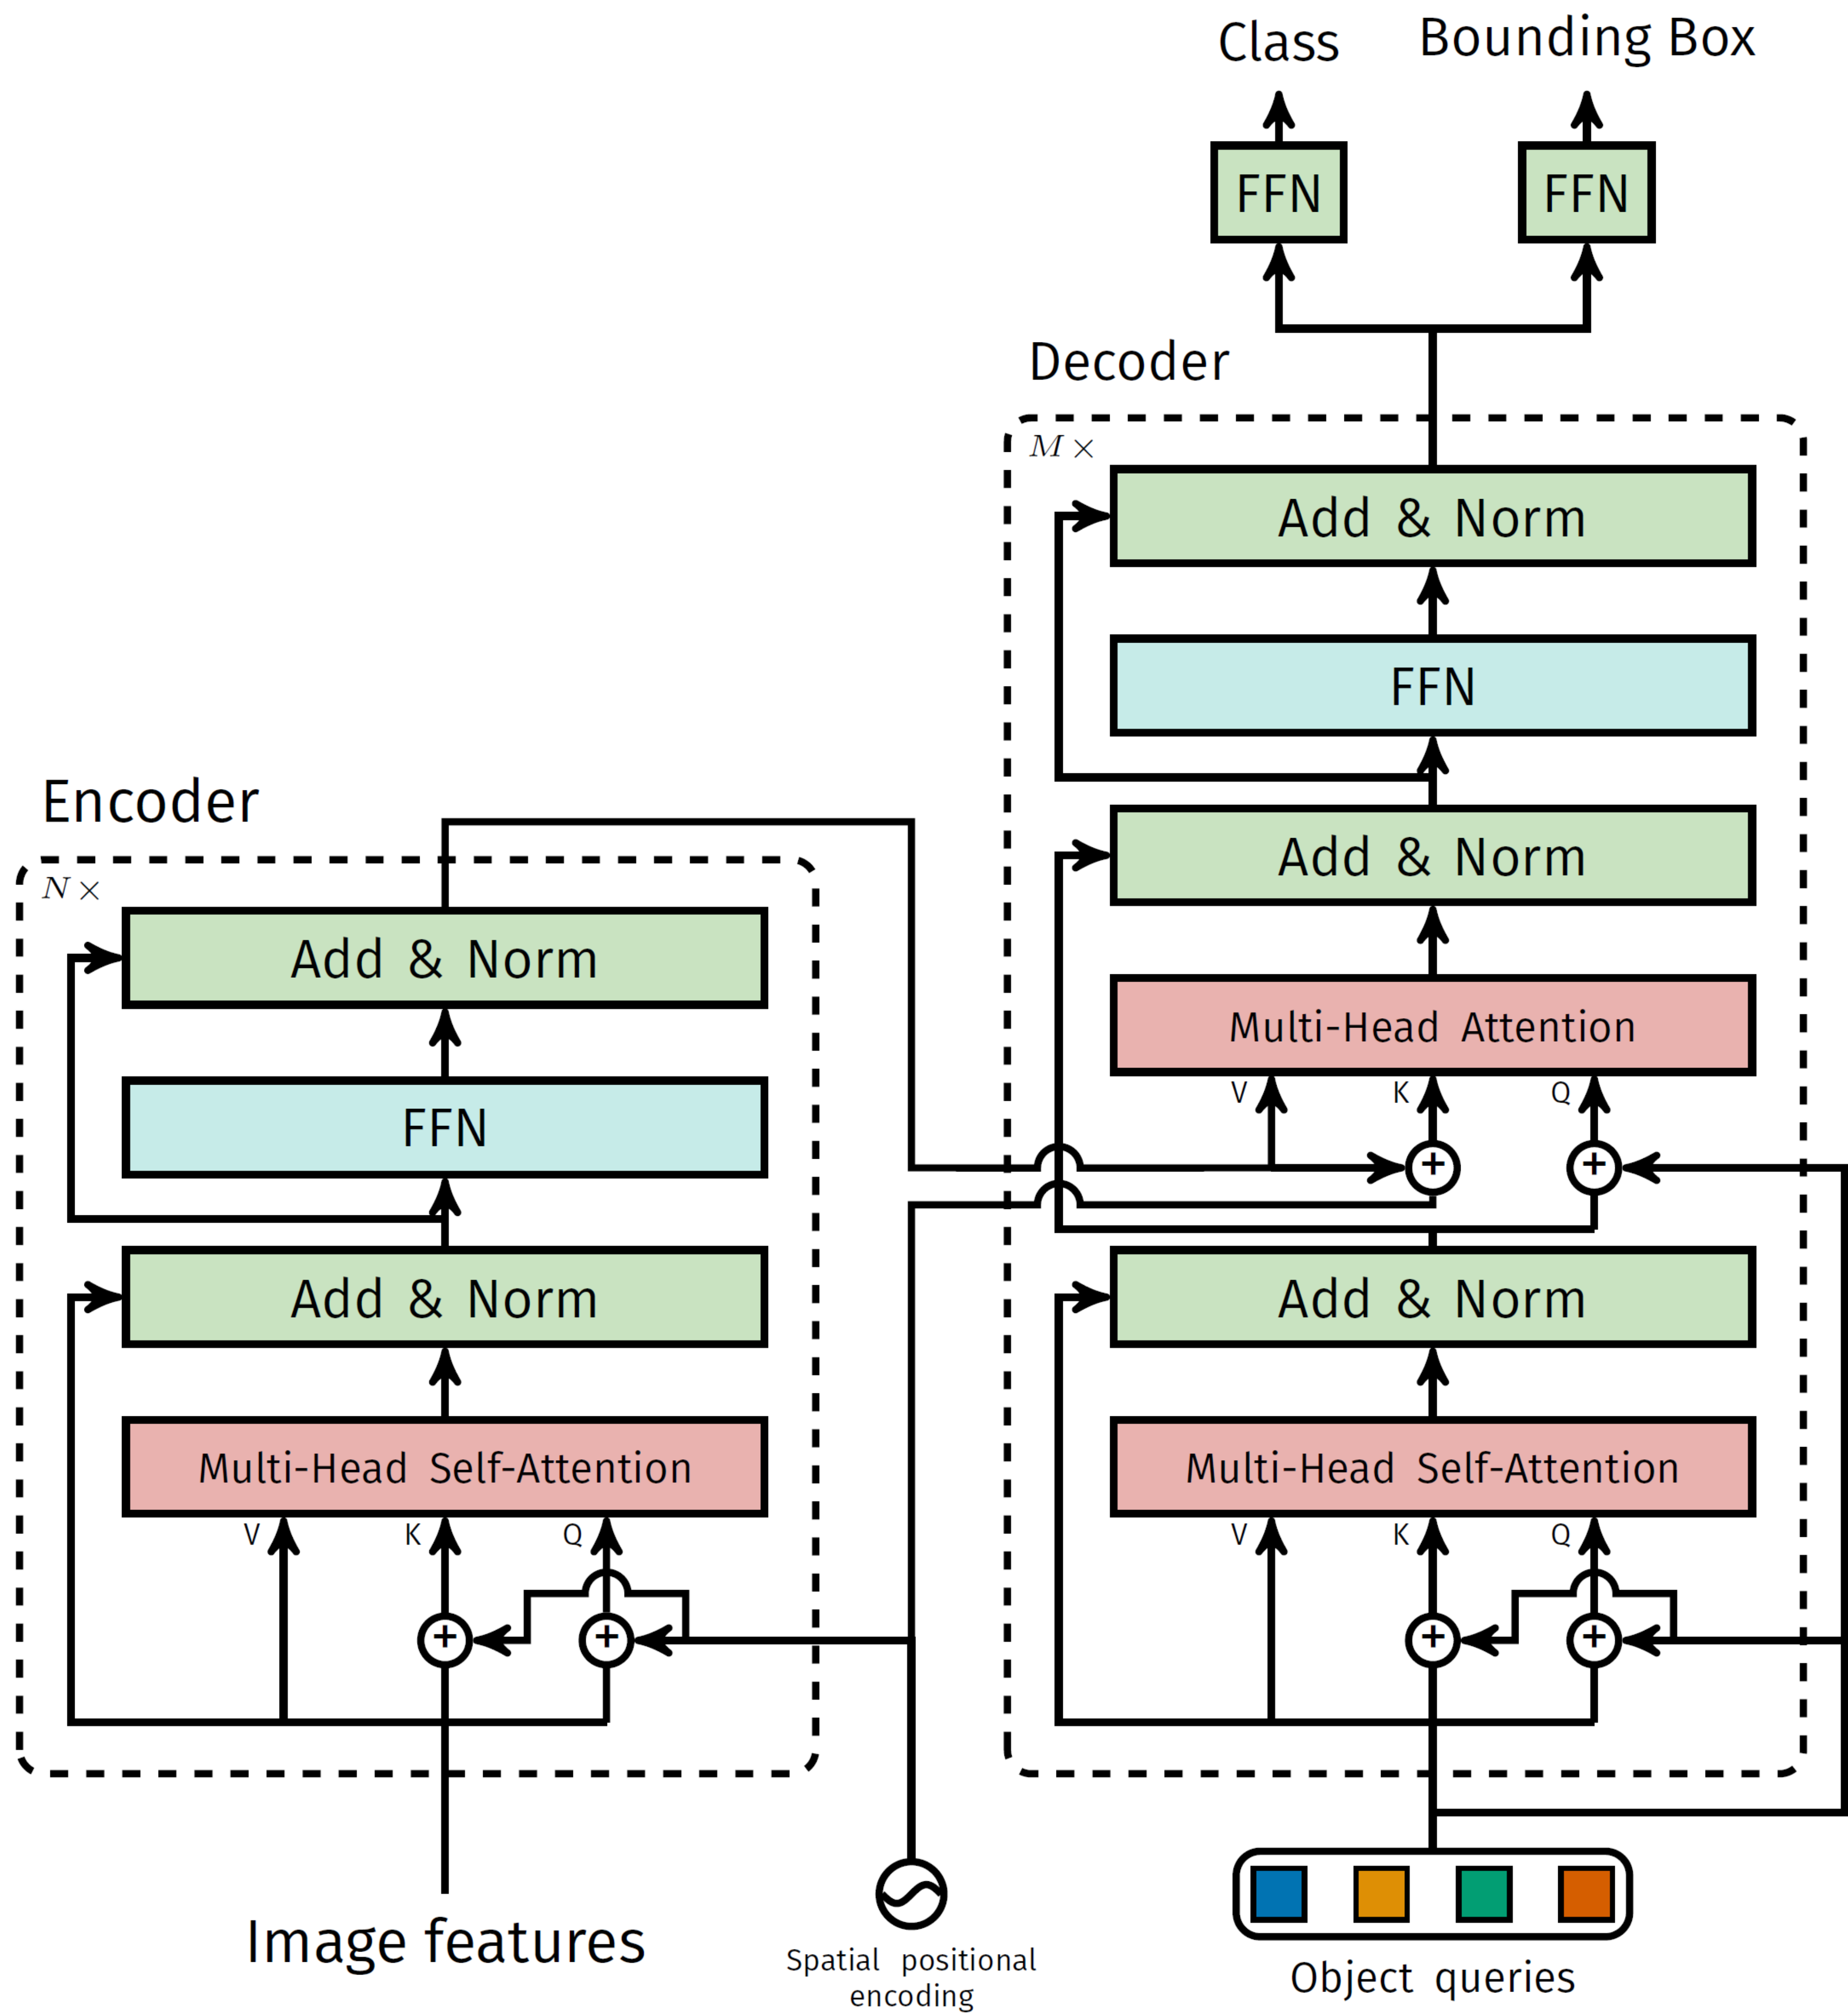 Class
Bounding Box
FFN
FFN
Decoder
M ×
Add & Norm
FFN
Add & Norm
Multi-Head Attention
V
K
Q
+
+
Add & Norm
Multi-Head Self-Attention
V
K
Q
+
+
Encoder
N ×
Add & Norm
FFN
Add & Norm
Multi-Head Self-Attention
V
K
Q
+
+
Image features
Spatial positional
encoding
Object queries